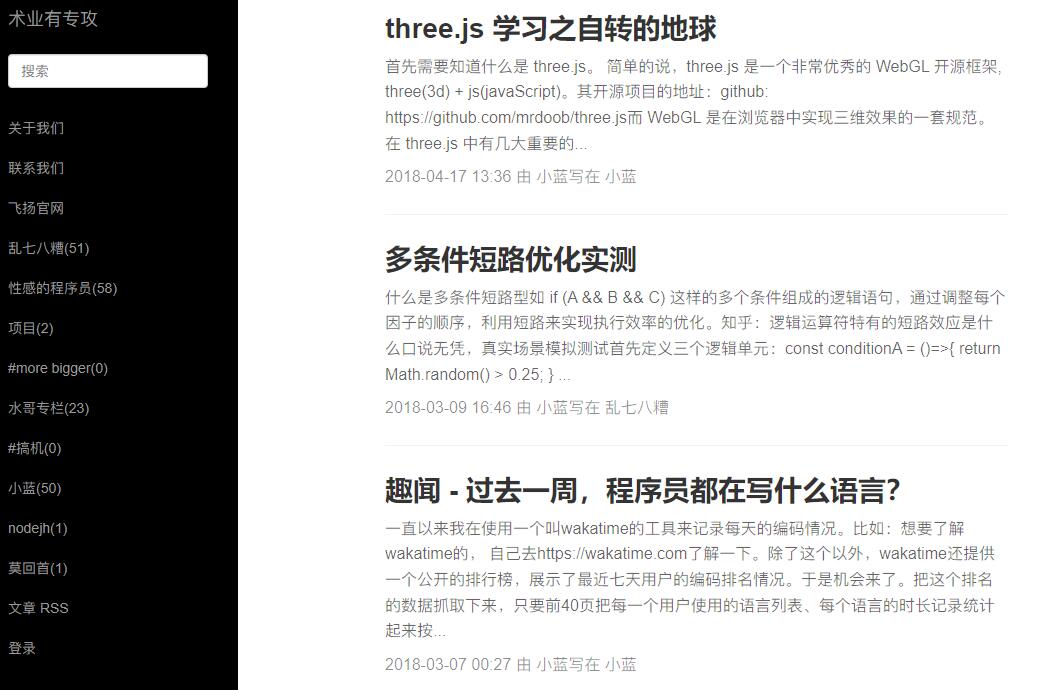 术业有专攻
搜索
关于我们
联系我们
飞扬官网
乱七八糟(51)
性感的程序员(58)
项目(2)
#more bigger(0)
水哥专栏(23)
#搞机(0)
小蓝(50)
nodejh(1)
莫回首(1)
文章 RSS
登录
three.js 学习之自转的地球
首先需要知道什么是 three.js。 简单的说，three.js 是一个非常优秀的 WebGL 开源框架,
three(3d) + js(javaScript)。其开源项目的地址：github:
https://github.com/mrdoob/three.js而 WebGL 是在浏览器中实现三维效果的一套规范。
在 three.js 中有几大重要的...
2018-04-17 13:36 由 小蓝写在 小蓝
多条件短路优化实测
什么是多条件短路型如 if (A && B && C) 这样的多个条件组成的逻辑语句，通过调整每个
因子的顺序，利用短路来实现执行效率的优化。知乎：逻辑运算符特有的短路效应是什
么口说无凭，真实场景模拟测试首先定义三个逻辑单元：const conditionA = ()=>{ return
Math.random() > 0.25; } ...
2018-03-09 16:46 由 小蓝写在 乱七八糟
趣闻 - 过去一周，程序员都在写什么语言?
一直以来我在使用一个叫wakatime的工具来记录每天的编码情况。比如：想要了解
wakatime的， 自己去https://wakatime.com了解一下。除了这个以外，wakatime还提供
一个公开的排行榜，展示了最近七天用户的编码排名情况。于是机会来了。把这个排名
的数据抓取下来，只要前40页把每一个用户使用的语言列表、每个语言的时长记录统计
起来按...
2018-03-07 00:27 由 小蓝写在 小蓝